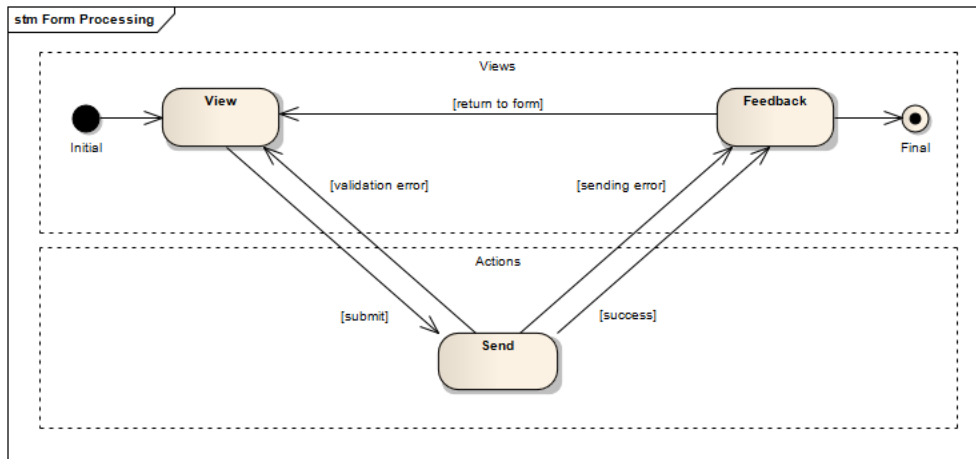 stm Form Processing
Views
View
[return to form]
Feedback
Initial
Final
[validation error]
[sending error]
Actions
[submit]
[success]
Send